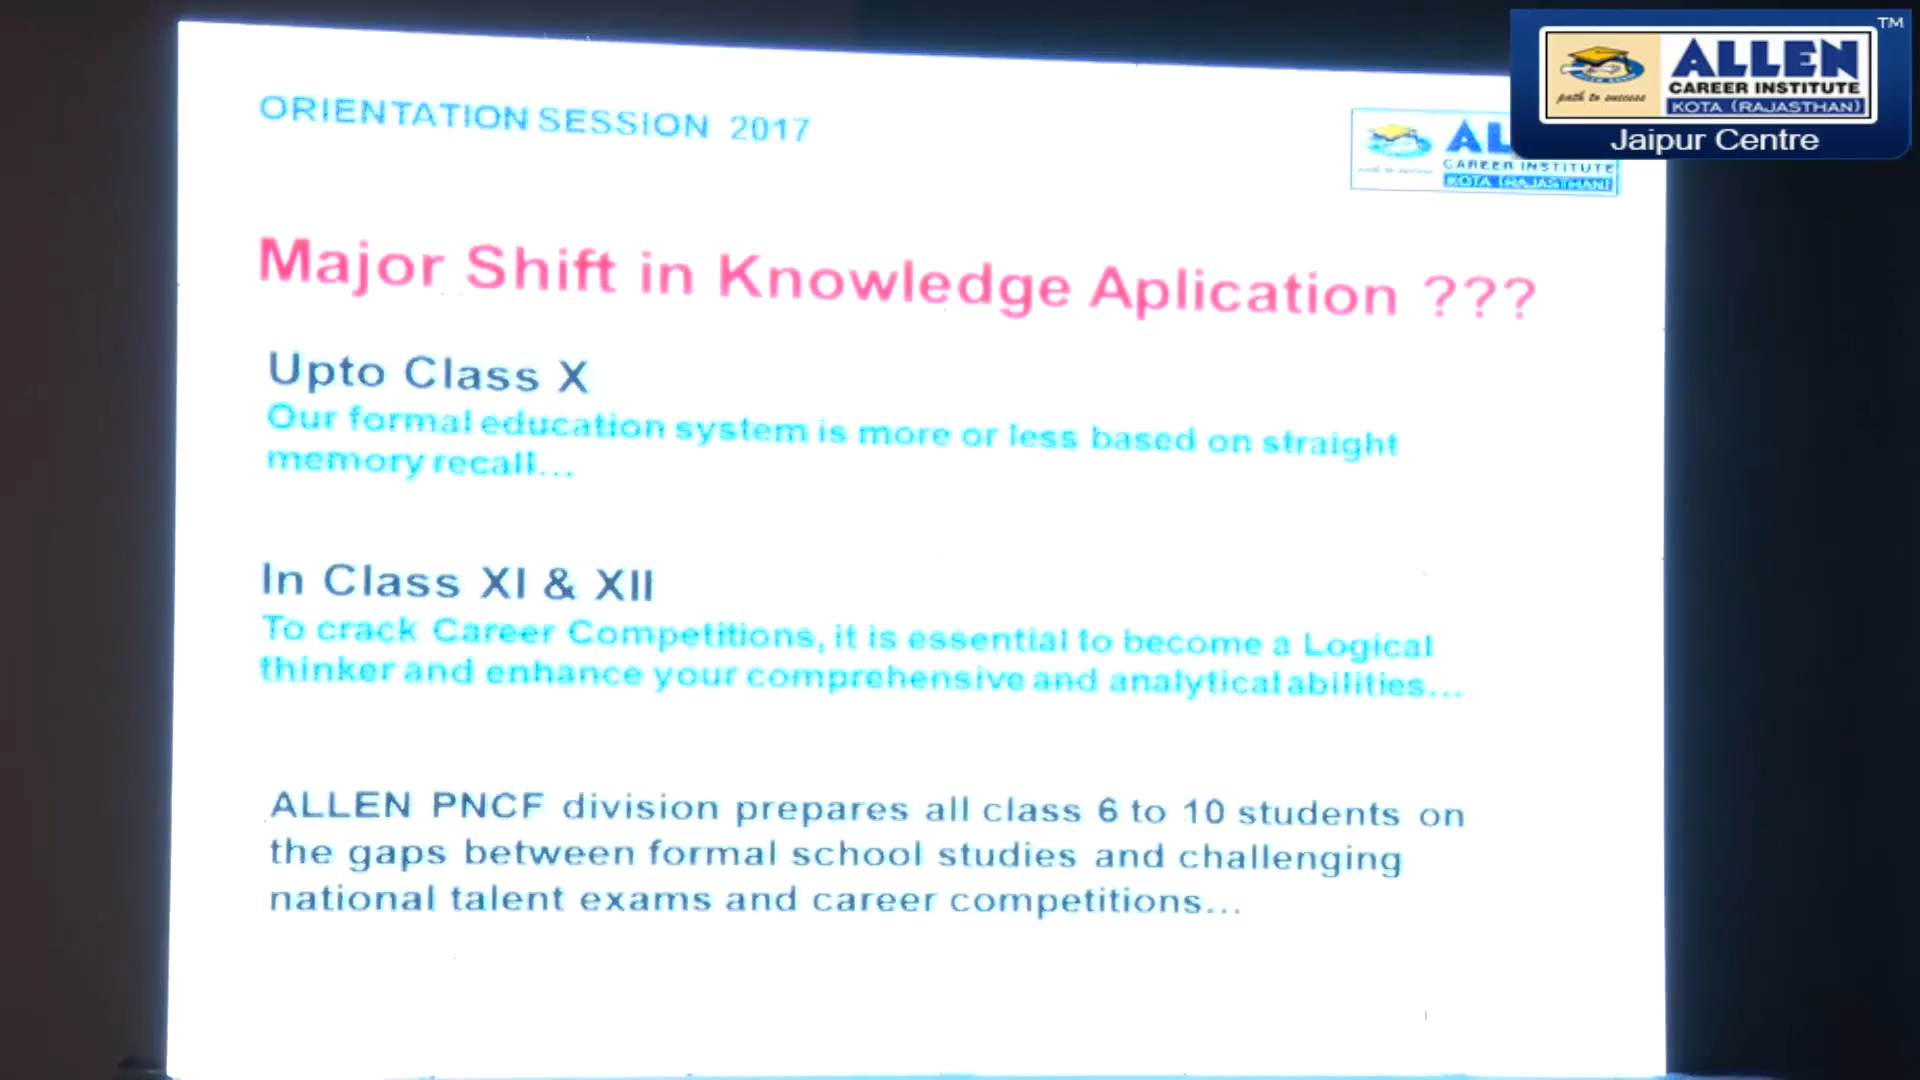 ORIENTATION SESSION 2017
Major Shift in Knowledge Aplication ???
Upto Class X
Our formal education system is more or less based on straight
memory recall...
In Class XI & XII
To crack Career Competitions, it is essential to become a Logical
thinker and enhance your comprehensive and analytical abilities...
ALLEN PNCF division prepares all class 6 to 10 students on
the gaps between formal school studies and challenging
national talent exams and career competitions...
CAREER INSTITUTE
KOTA (RAJASTHAN)
TM
ALLEN
CAREER INSTITUTE
KOTA (RAJASTHAN)
path to success
Jaipur Centre